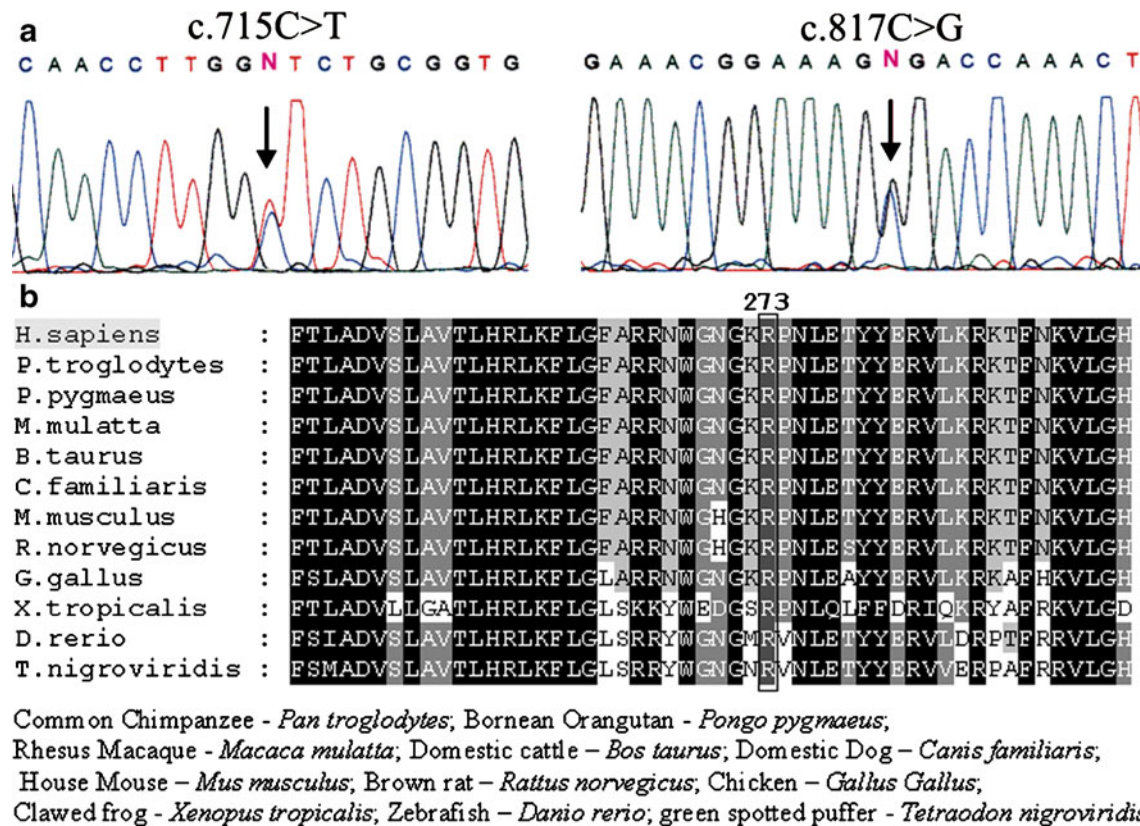 a c.715C>T c.817C>G
C A A C C T T G G N T C T G C G G T G G A A A C G G A A A G N G A C C A A A C T
b 273
H.sapiens : FTLADVSLAVTLHRLKFLGFARRNWGNGKRPNLETYYERVLKRKTFNKVLGH
P.troglodytes : FTLADVSLAVTLHRLKFLGFARRNWGNGKRPNLETYYERVLKRKTFNKVLGH
P.pygmaeus : FTLADVSLAVTLHRLKFLGFARRNWGNGKRPNLETYYERVLKRKTFNKVLGH
M.mulatta : FTLADVSLAVTLHRLKFLGFARRNWGNGKRPNLETYYERVLKRKTFNKVLGH
B.taurus : FTLADVSLAVTLHRLKFLGFARRNWGNGKRPNLETYYERVLKRKTFNKVLGH
C.familiaris : FTLADVSLAVTLHRLKFLGFARRNWGNGKRPNLETYYERVLKRKTFNKVLGH
M.musculus : FTLADVSLAVTLHRLKFLGFARRNWGHGKRPNLETYYERVLKRKTFNKVLGH
R.norvegicus : FTLADVSLAVTLHRLKFLGFARRNWGHGKRPNLESYYERVLKRKTFNKVLGH
G.gallus : FSLADVSLAVTLHRLKFLGLARRNWGNGKRPNLEAYYERVLKRKAFHKVLGH
X.tropicalis : FTLADVLLGATLHRLKFLGLSKKYWEDGSRPNLQLFFDRIQKRYAFRKVLGD
D.rerio : FSIADVSLAVTLHRLKFLGLSRRYWGNGMRVNLETYYERVLDRPTFRRVLGH
T.nigroviridis : FSMADVSLAVTLHRLKFLGLSRRYWGNGNRVNLETYYERVVERPAFRRVLGH
Common Chimpanzee - Pan troglodytes; Bornean Orangutan - Pongo pygmaeus;
Rhesus Macaque - Macaca mulatta; Domestic cattle – Bos taurus; Domestic Dog – Canis familiaris;
House Mouse – Mus musculus; Brown rat – Rattus norvegicus; Chicken – Gallus Gallus;
Clawed frog - Xenopus tropicalis; Zebrafish – Danio rerio; green spotted puffer - Tetraodon nigroviridis